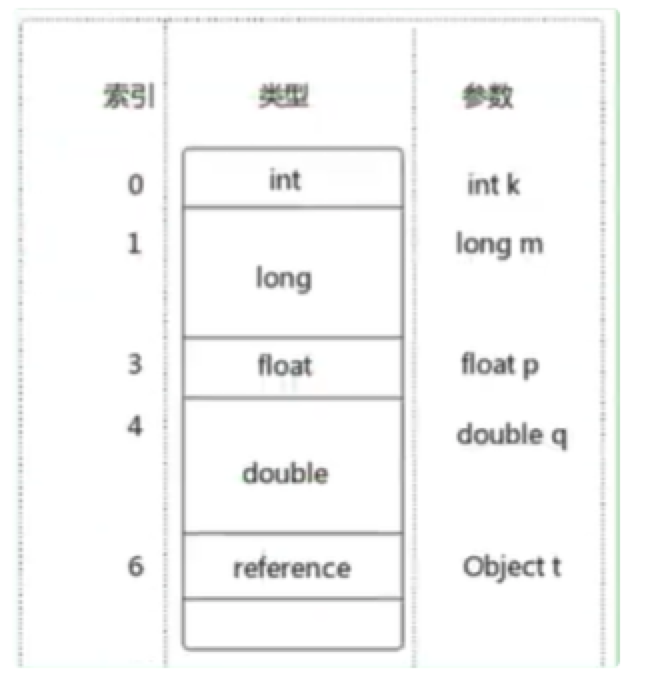 索引 类型 参数
0 int int k
1 long long m
3 float float p
4 double double q
6 reference Object t